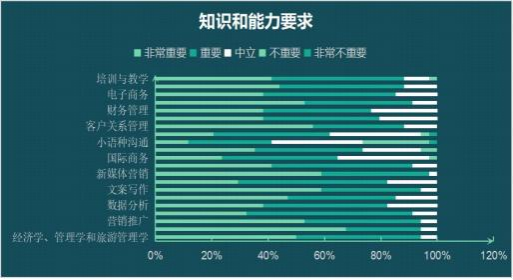 知识和能力要求
非常重要 重要 中立 不重要 非常不重要
培训与教学
电子商务
财务管理
客户关系管理
小语种沟通
国际商务
新媒体营销
文案写作
数据分析
营销推广
经济学、管理学和旅游管理学
0% 20% 40% 60% 80% 100% 120%